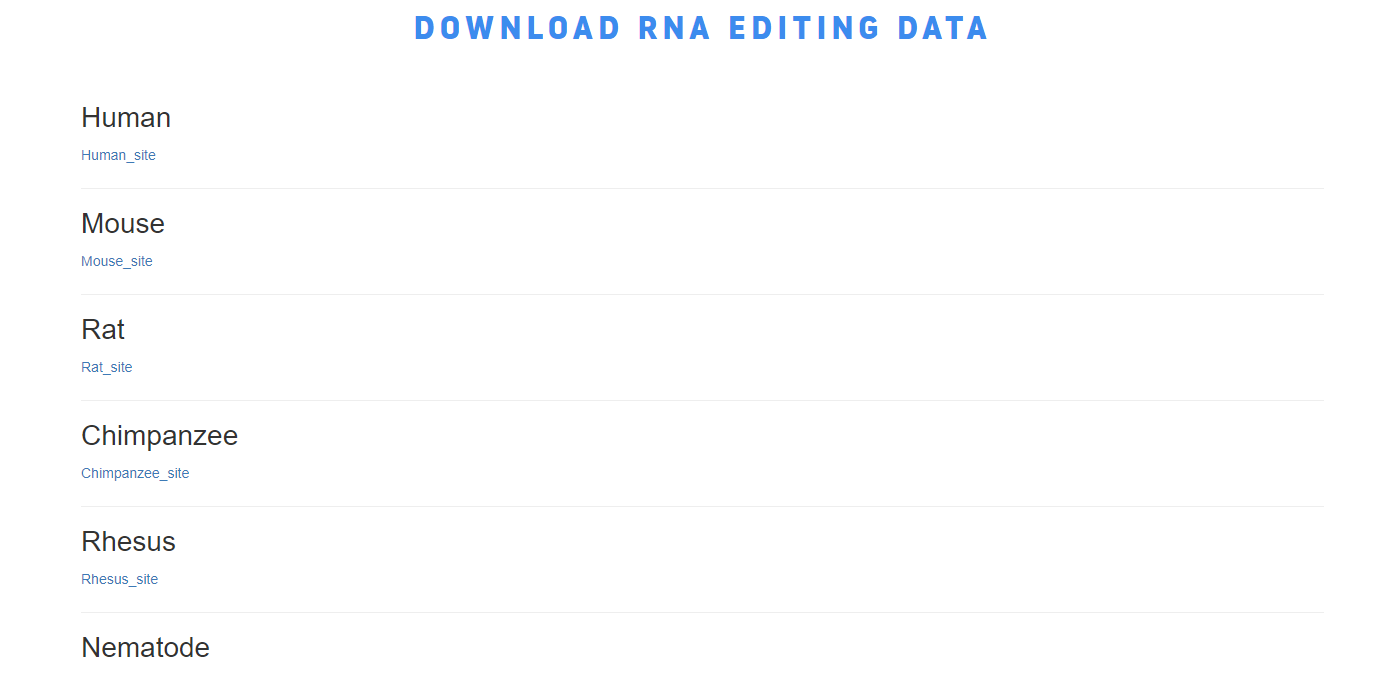 DOWNLOAD RNA EDITING DATA
Human
Human_site
Mouse
Mouse_site
Rat
Rat_site
Chimpanzee
Chimpanzee_site
Rhesus
Rhesus_site
Nematode